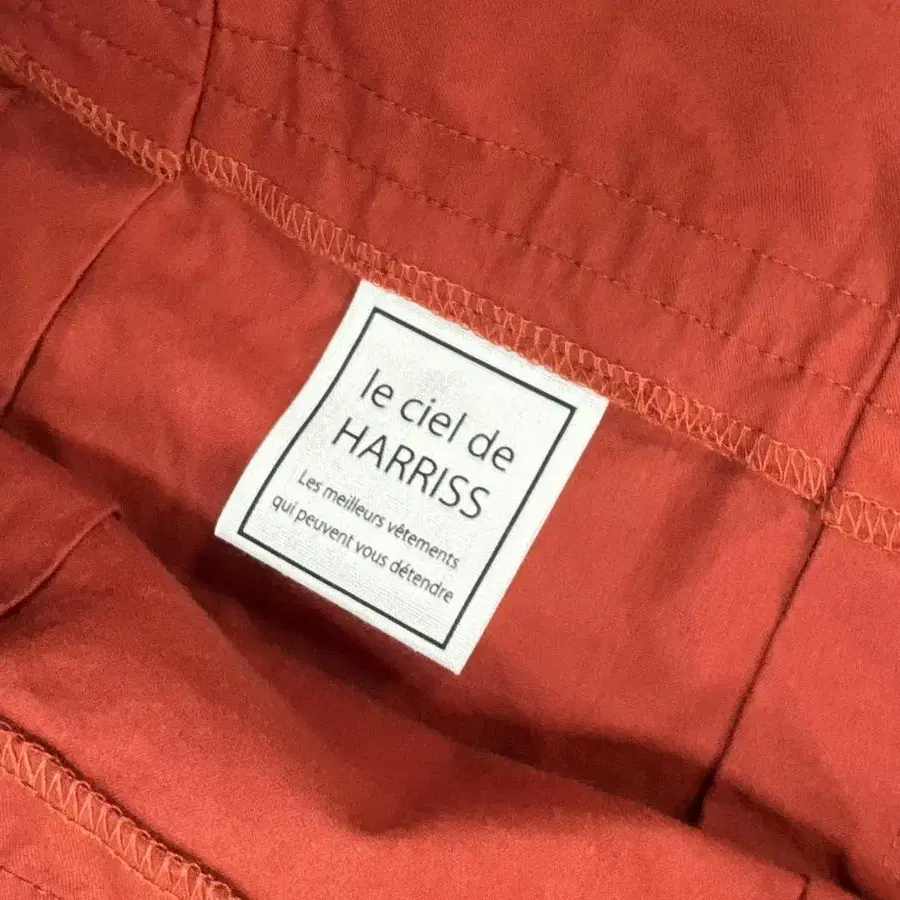 le ciel de
HARRISS
Les meilleurs vêtements
qui peuvent vous détendre